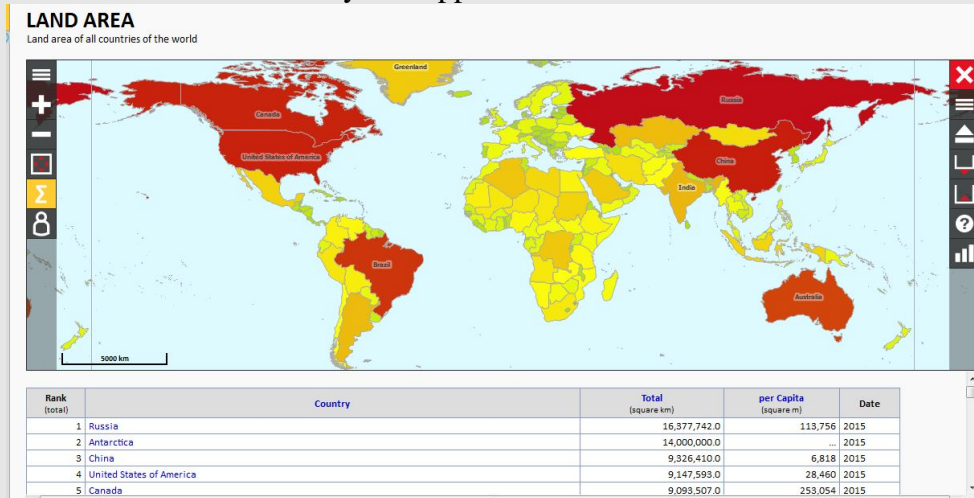 LAND AREA
Land area of all countries of the world
Greenland
Canada
Russia
United States of America
China
India
Brazil
Australia
5000 km
Rank (total) Country Total (square km) per Capita (square m) Date
1 Russia 16,377,742.0 113,756 2015
2 Antarctica 14,000,000.0 ... 2015
3 China 9,326,410.0 6,818 2015
4 United States of America 9,147,593.0 28,460 2015
5 Canada 9,093,507.0 253,054 2015